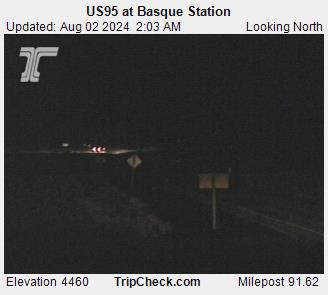 US95 at Basque Station
Updated: Aug 02 2024 2:03 AM Looking North
Elevation 4460 TripCheck.com Milepost 91.62